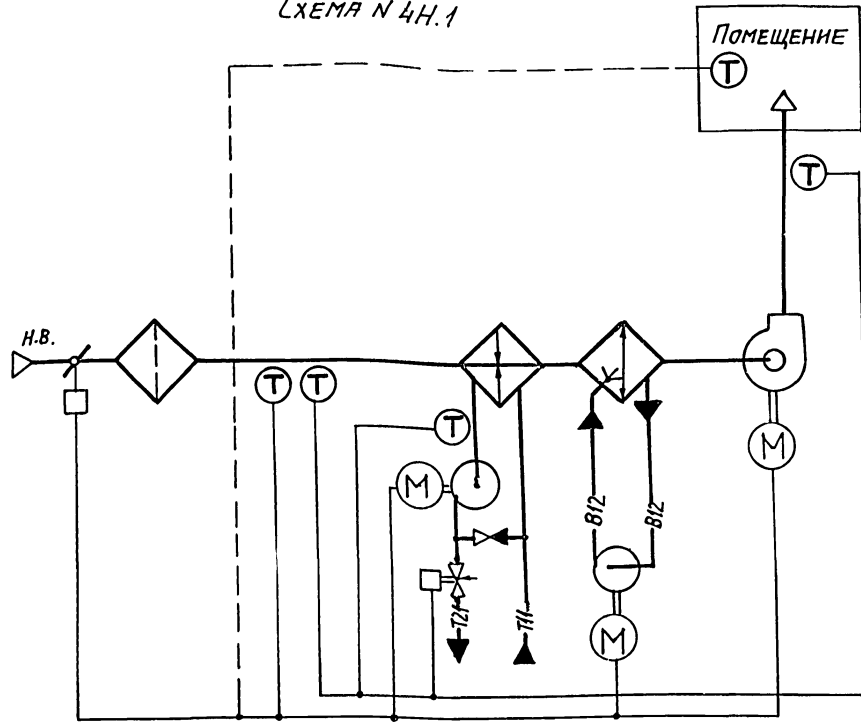 СХЕМА N 4Н.1
ПОМЕЩЕНИЕ
Т
Т
Н.В.
Т
Т
Т
М
М
В12
В12
Т21
Т11
М